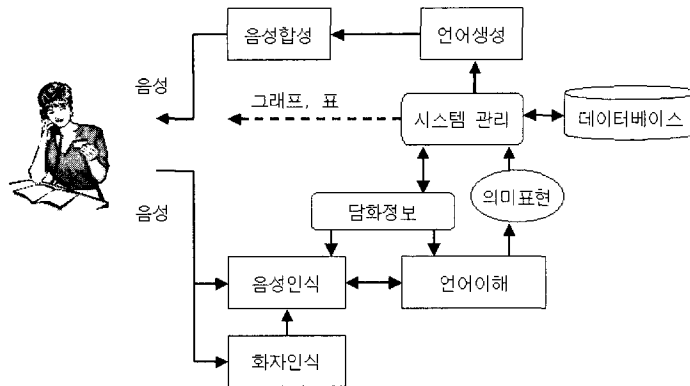 음성합성
언어생성
음성
그래프, 표
시스템 관리
데이터베이스
음성
담화정보
의미표현
음성인식
언어이해
화자인식